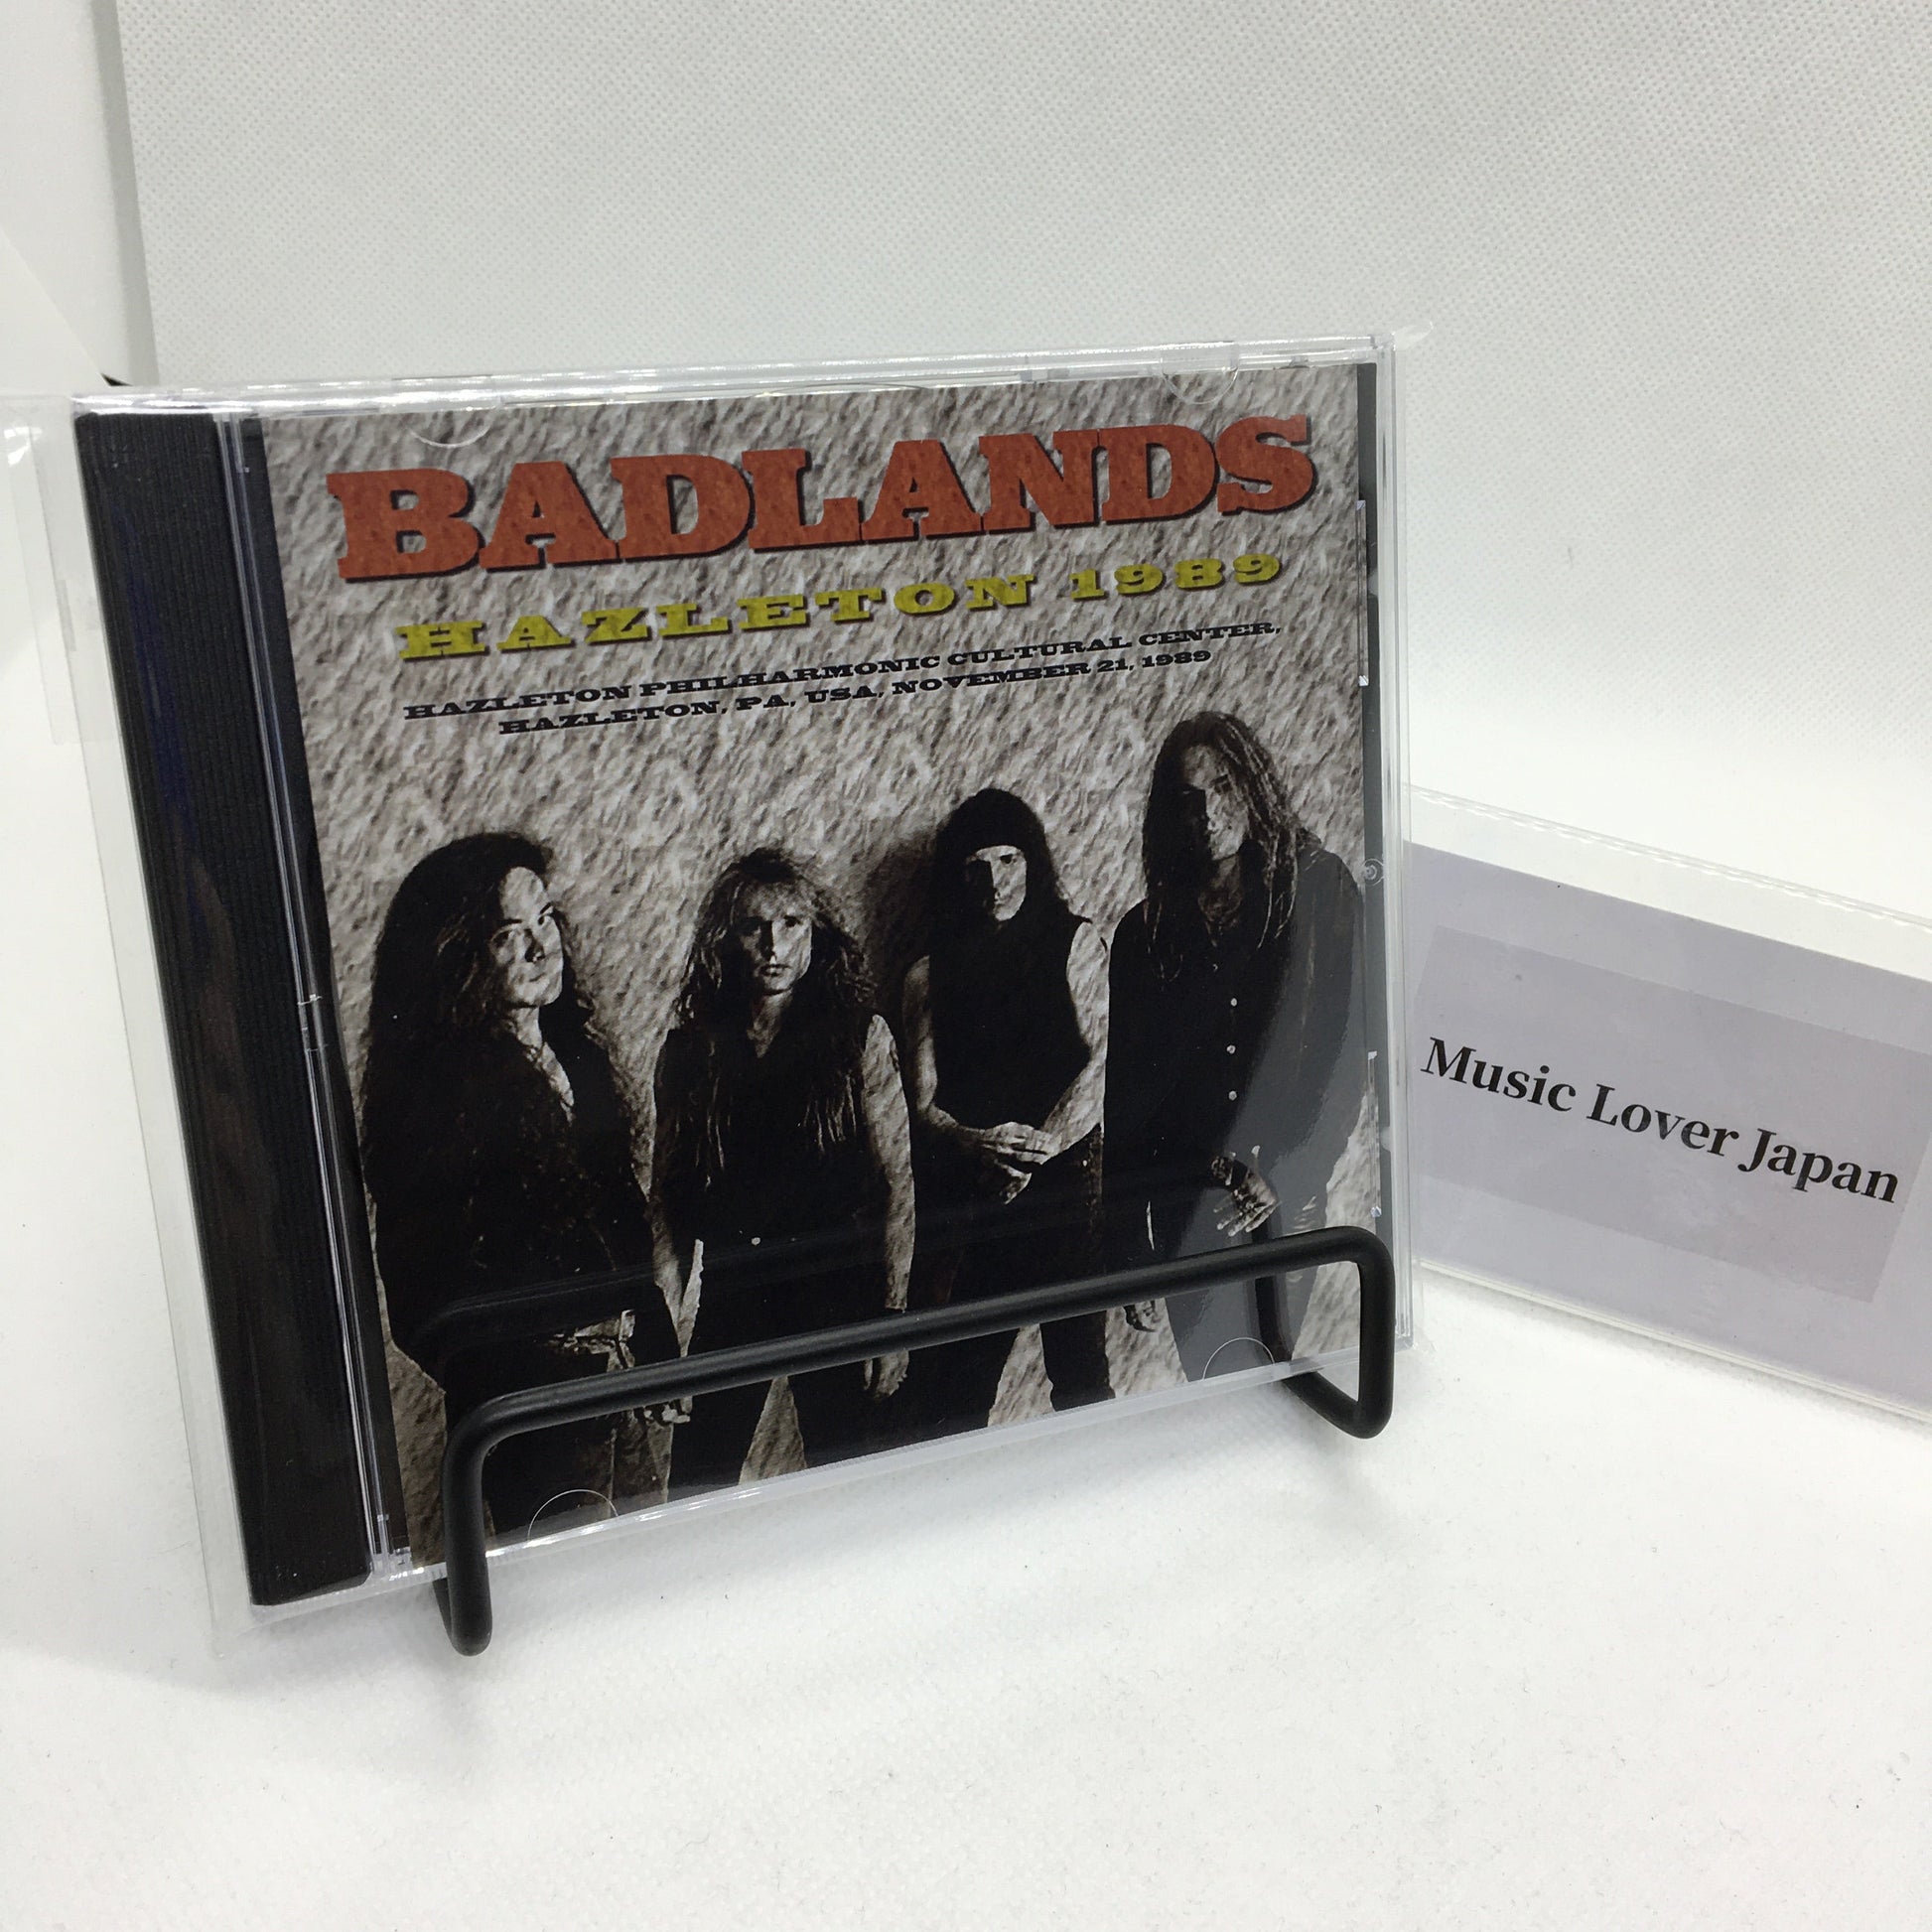 BADLANDS
HAZLETON 1989
HAZLETON PHILHARMONIC CULTURAL CENTER,
HAZLETON, PA, USA, NOVEMBER 21, 1989
Music Lover Japan